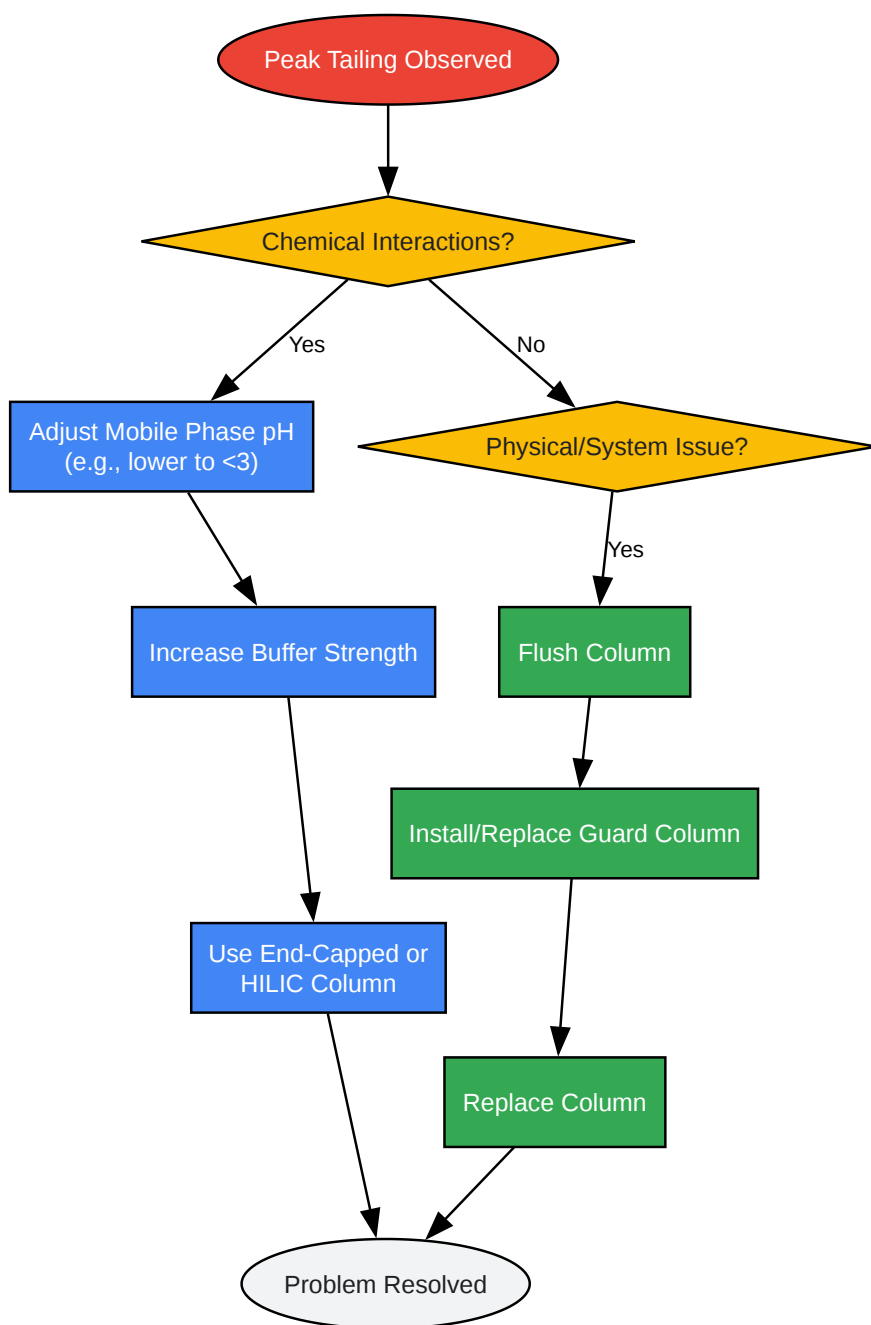 Peak Tailing Observed
Chemical Interactions?
Yes
No
Adjust Mobile Phase pH
(e.g., lower to <3)
Physical/System Issue?
Yes
Increase Buffer Strength
Flush Column
Install/Replace Guard Column
Use End-Capped or
HILIC Column
Replace Column
Problem Resolved